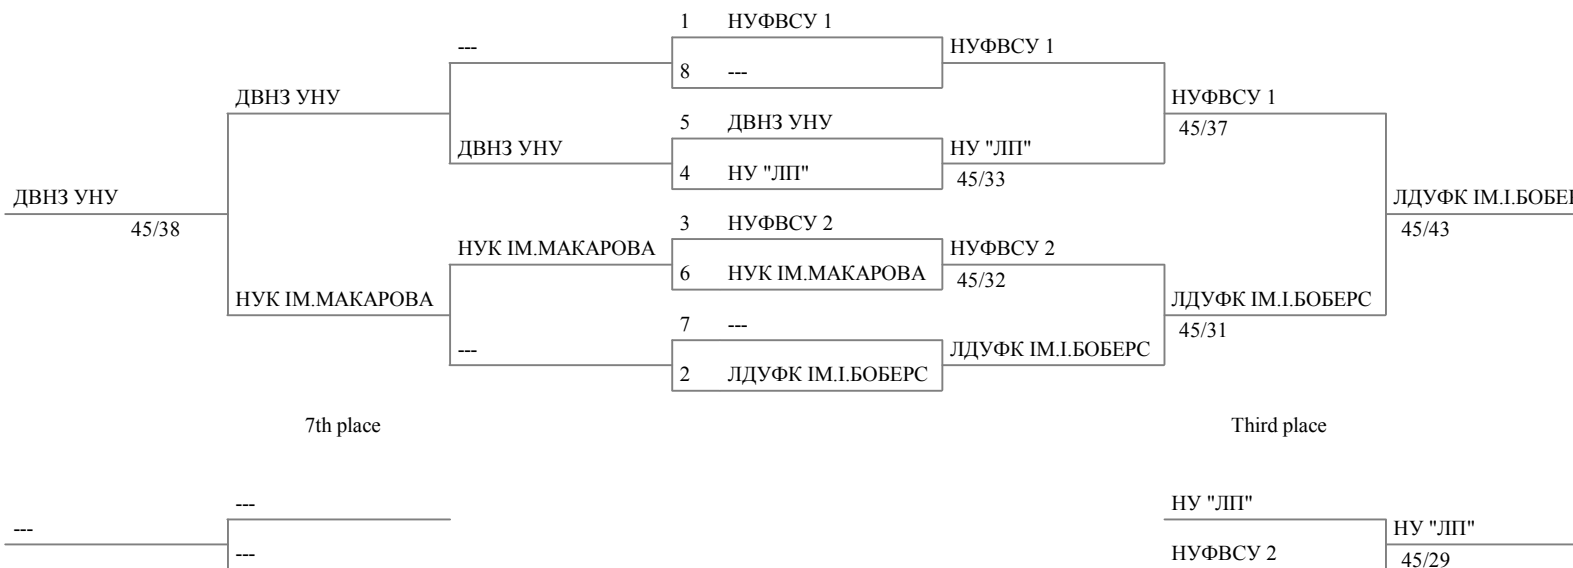 1 НУФВСУ 1
--- НУФВСУ 1
8 ---
ДВНЗ УНУ НУФВСУ 1
5 ДВНЗ УНУ 45/37
ДВНЗ УНУ НУ "ЛП"
4 НУ "ЛП" 45/33
ДВНЗ УНУ ЛДУФК ІМ.І.БОБЕР
45/38 3 НУФВСУ 2 45/43
НУК ІМ.МАКАРОВА НУФВСУ 2
6 НУК ІМ.МАКАРОВА 45/32
НУК ІМ.МАКАРОВА ЛДУФК ІМ.І.БОБЕРС
7 --- 45/31
--- ЛДУФК ІМ.І.БОБЕРС
2 ЛДУФК ІМ.І.БОБЕРС
7th place Third place
--- НУ "ЛП"
--- НУ "ЛП"
--- НУФВСУ 2 45/29